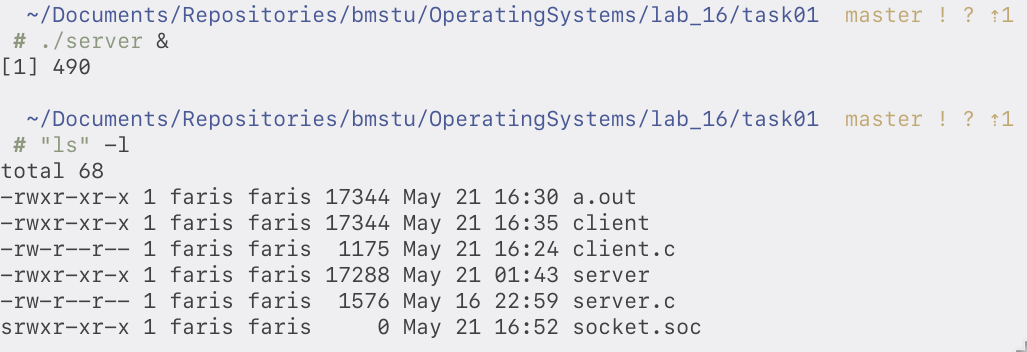 ~/Documents/Repositories/bmstu/OperatingSystems/lab_16/task01 master ! ? ⇡1
# ./server &
[1] 490
~/Documents/Repositories/bmstu/OperatingSystems/lab_16/task01 master ! ? ⇡1
# "ls" -l
total 68
-rwxr-xr-x 1 faris faris 17344 May 21 16:30 a.out
-rwxr-xr-x 1 faris faris 17344 May 21 16:35 client
-rw-r--r-- 1 faris faris 1175 May 21 16:24 client.c
-rwxr-xr-x 1 faris faris 17288 May 21 01:43 server
-rw-r--r-- 1 faris faris 1576 May 16 22:59 server.c
srwxr-xr-x 1 faris faris 0 May 21 16:52 socket.soc